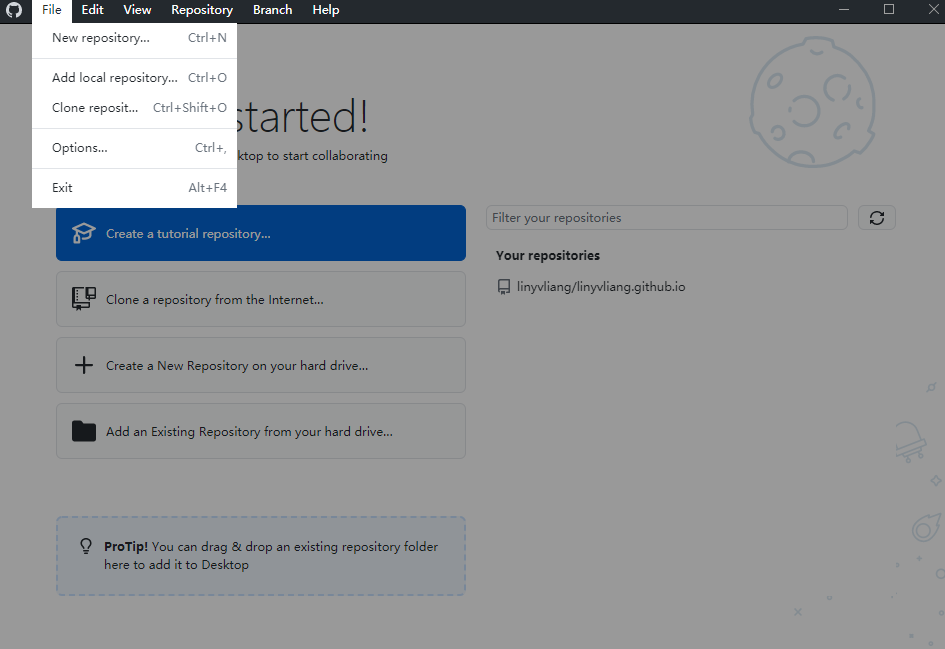 File Edit View Repository Branch Help
New repository... Ctrl+N
Add local repository... Ctrl+O
Clone reposit... Ctrl+Shift+O
Options... Ctrl+,
Exit Alt+F4
started!
ktop to start collaborating
Create a tutorial repository...
Clone a repository from the Internet...
Create a New Repository on your hard drive...
Add an Existing Repository from your hard drive...
ProTip! You can drag & drop an existing repository folder
here to add it to Desktop
Filter your repositories
Your repositories
linyvliang/linyvliang.github.io